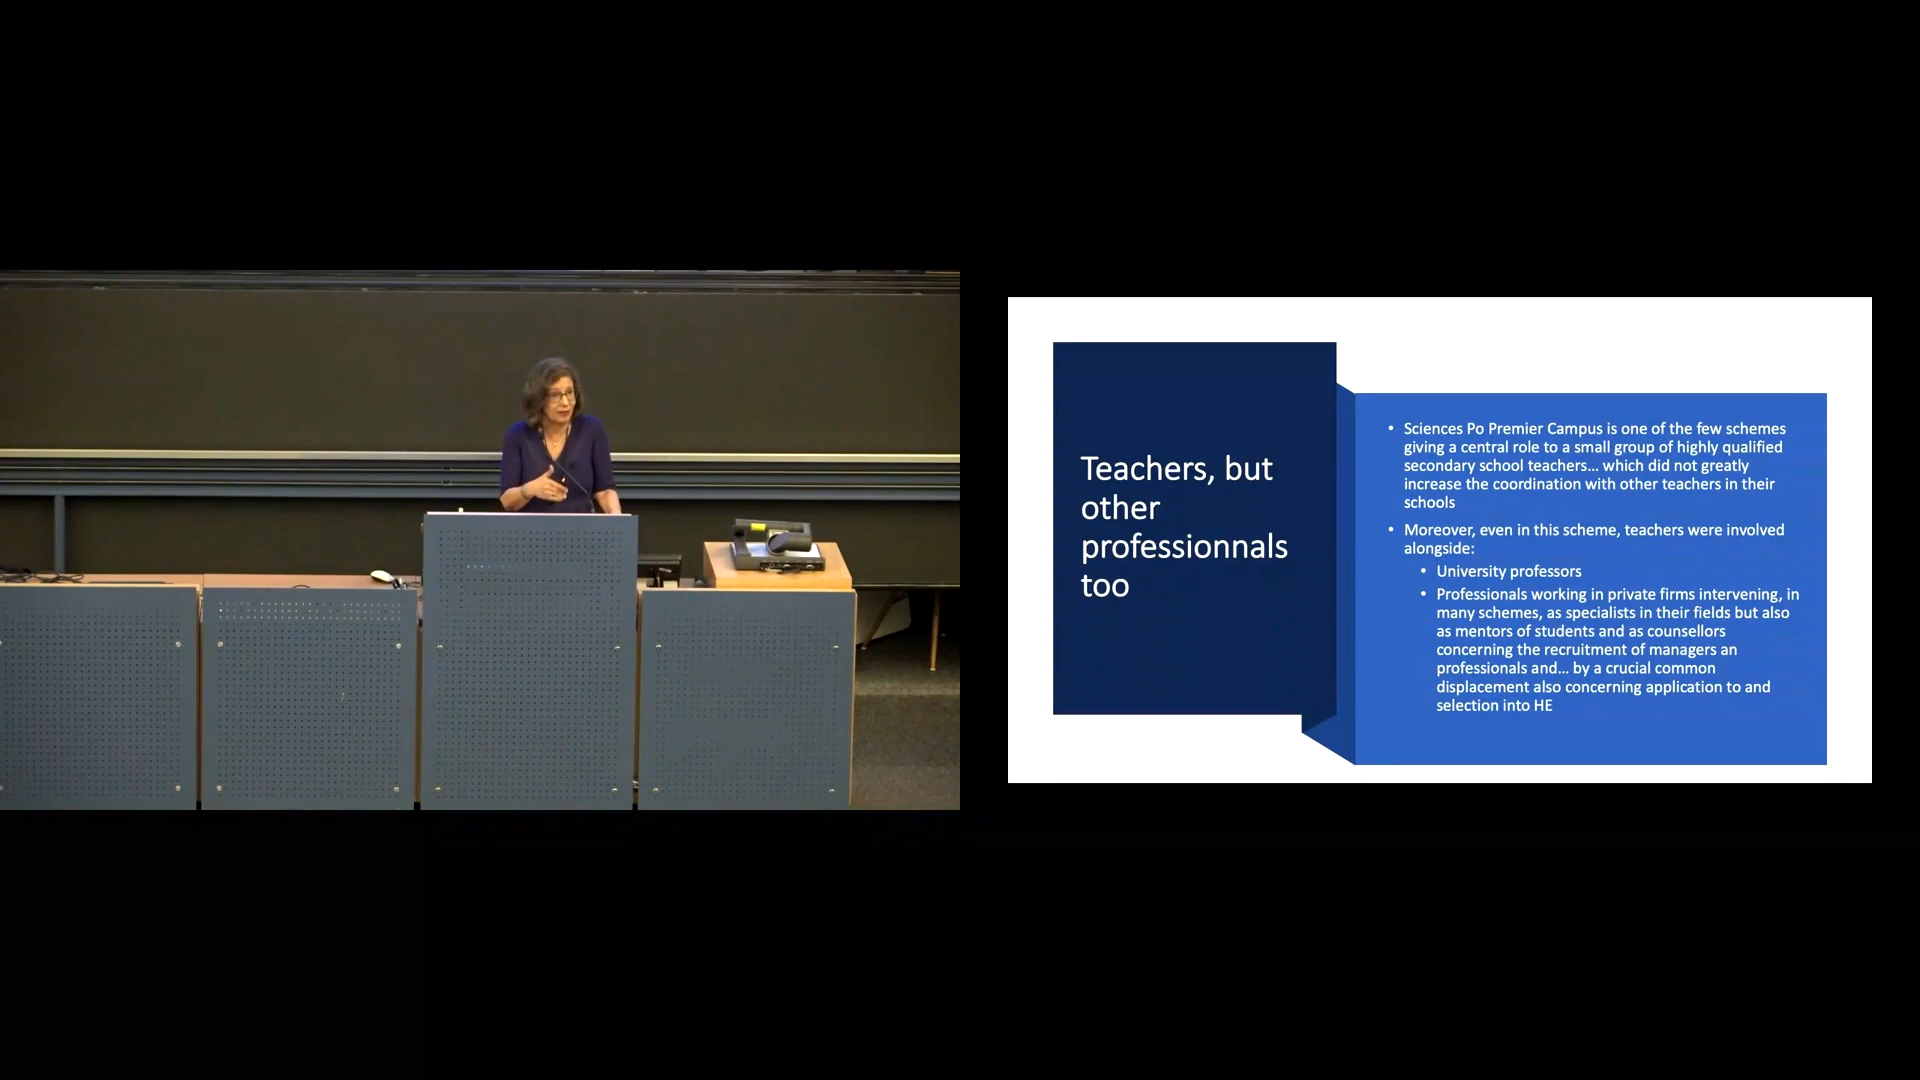 Teachers, but
other
professionnals
too
• Sciences Po Premier Campus is one of the few schemes
giving a central role to a small group of highly qualified
secondary school teachers... which did not greatly
increase the coordination with other teachers in their
schools
• Moreover, even in this scheme, teachers were involved
alongside:
• University professors
• Professionals working in private firms intervening, in
many schemes, as specialists in their fields but also
as mentors of students and as counsellors
concerning the recruitment of managers an
professionals and... by a crucial common
displacement also concerning application to and
selection into HE